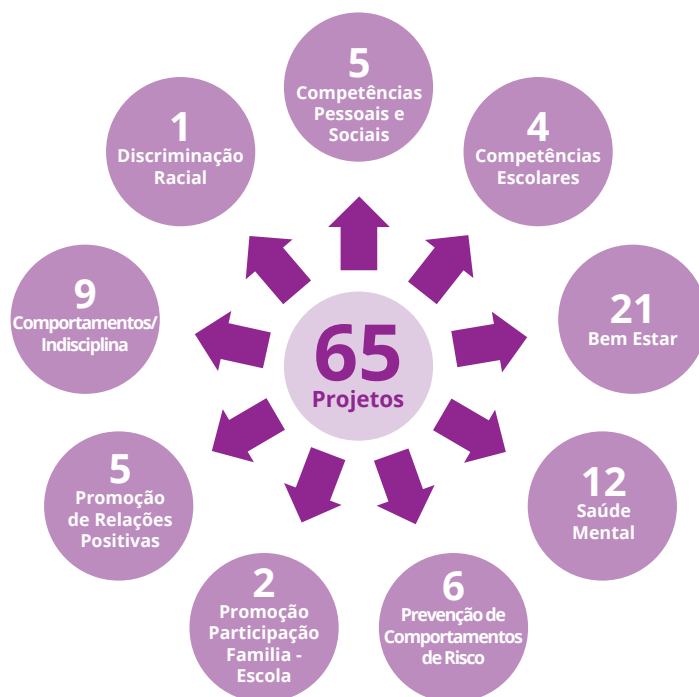 5
Competências
Pessoais e
Sociais
4
Competências
Escolares
21
Bem Estar
12
Saúde
Mental
6
Prevenção de
Comportamentos
de Risco
2
Promoção
Participação
Familia -
Escola
5
Promoção
de Relações
Positivas
9
Comportamentos/
Indisciplina
1
Discriminação
Racial
65
Projetos